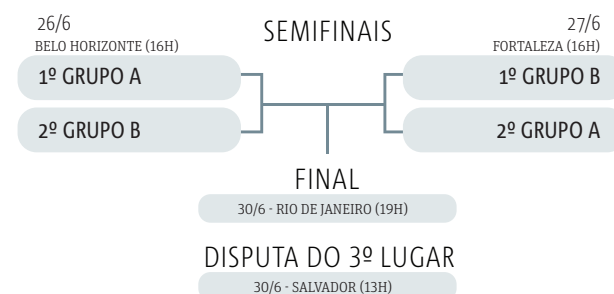 26/6
BELO HORIZONTE (16H)
SEMIFINAIS
27/6
FORTALEZA (16H)
1º GRUPO A
1º GRUPO B
2º GRUPO B
2º GRUPO A
FINAL
30/6 - RIO DE JANEIRO (19H)
DISPUTA DO 3º LUGAR
30/6 - SALVADOR (13H)